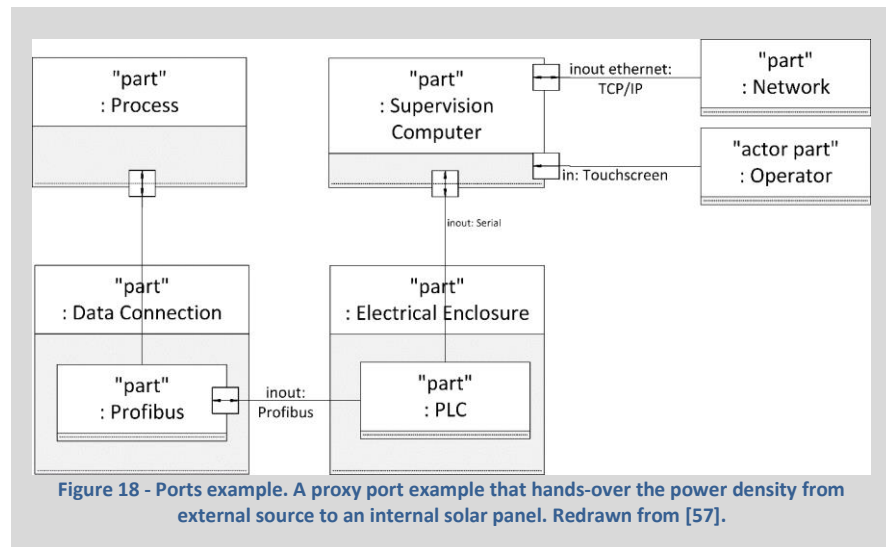 "part"
: Process
"part"
: Supervision
Computer
inout ethernet:
TCP/IP
"part"
: Network
in: Touchscreen
"actor part"
: Operator
inout: Serial
"part"
: Data Connection
"part"
: Profibus
inout:
Profibus
"part"
: Electrical Enclosure
"part"
: PLC
Figure 18 - Ports example. A proxy port example that hands-over the power density from
external source to an internal solar panel. Redrawn from [57].